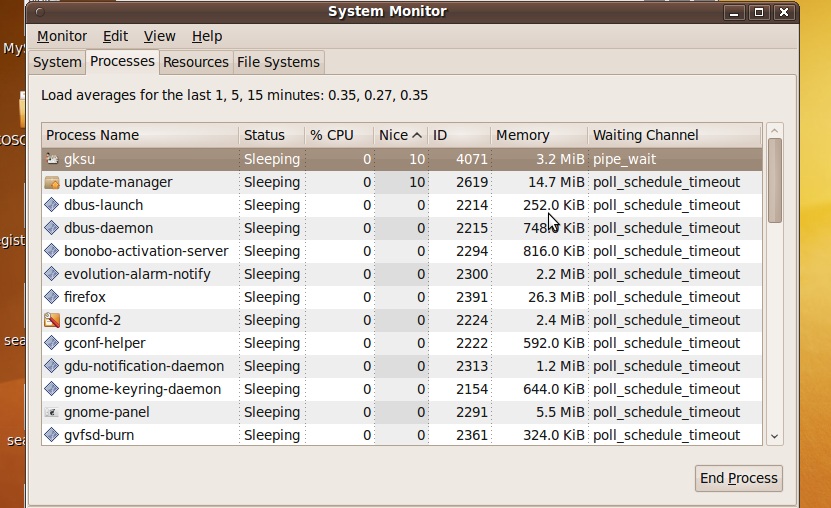 System Monitor
Monitor Edit View Help
System Processes Resources File Systems
Load averages for the last 1, 5, 15 minutes: 0.35, 0.27, 0.35
Process Name Status % CPU Nice ID Memory Waiting Channel
gksu Sleeping 0 10 4071 3.2 MiB pipe_wait
update-manager Sleeping 0 10 2619 14.7 MiB poll_schedule_timeout
dbus-launch Sleeping 0 0 2214 252.0 KiB poll_schedule_timeout
dbus-daemon Sleeping 0 0 2215 poll_schedule_timeout
bonobo-activation-server Sleeping 0 0 2294 816.0 KiB poll_schedule_timeout
evolution-alarm-notify Sleeping 0 0 2300 2.2 MiB poll_schedule_timeout
firefox Sleeping 0 0 2391 26.3 MiB poll_schedule_timeout
gconfd-2 Sleeping 0 0 2224 2.4 MiB poll_schedule_timeout
gconf-helper Sleeping 0 0 2222 592.0 KiB poll_schedule_timeout
gdu-notification-daemon Sleeping 0 0 2313 1.2 MiB poll_schedule_timeout
gnome-keyring-daemon Sleeping 0 0 2154 644.0 KiB poll_schedule_timeout
gnome-panel Sleeping 0 0 2291 5.5 MiB poll_schedule_timeout
gvfsd-burn Sleeping 0 0 2361 324.0 KiB poll_schedule_timeout
End Process